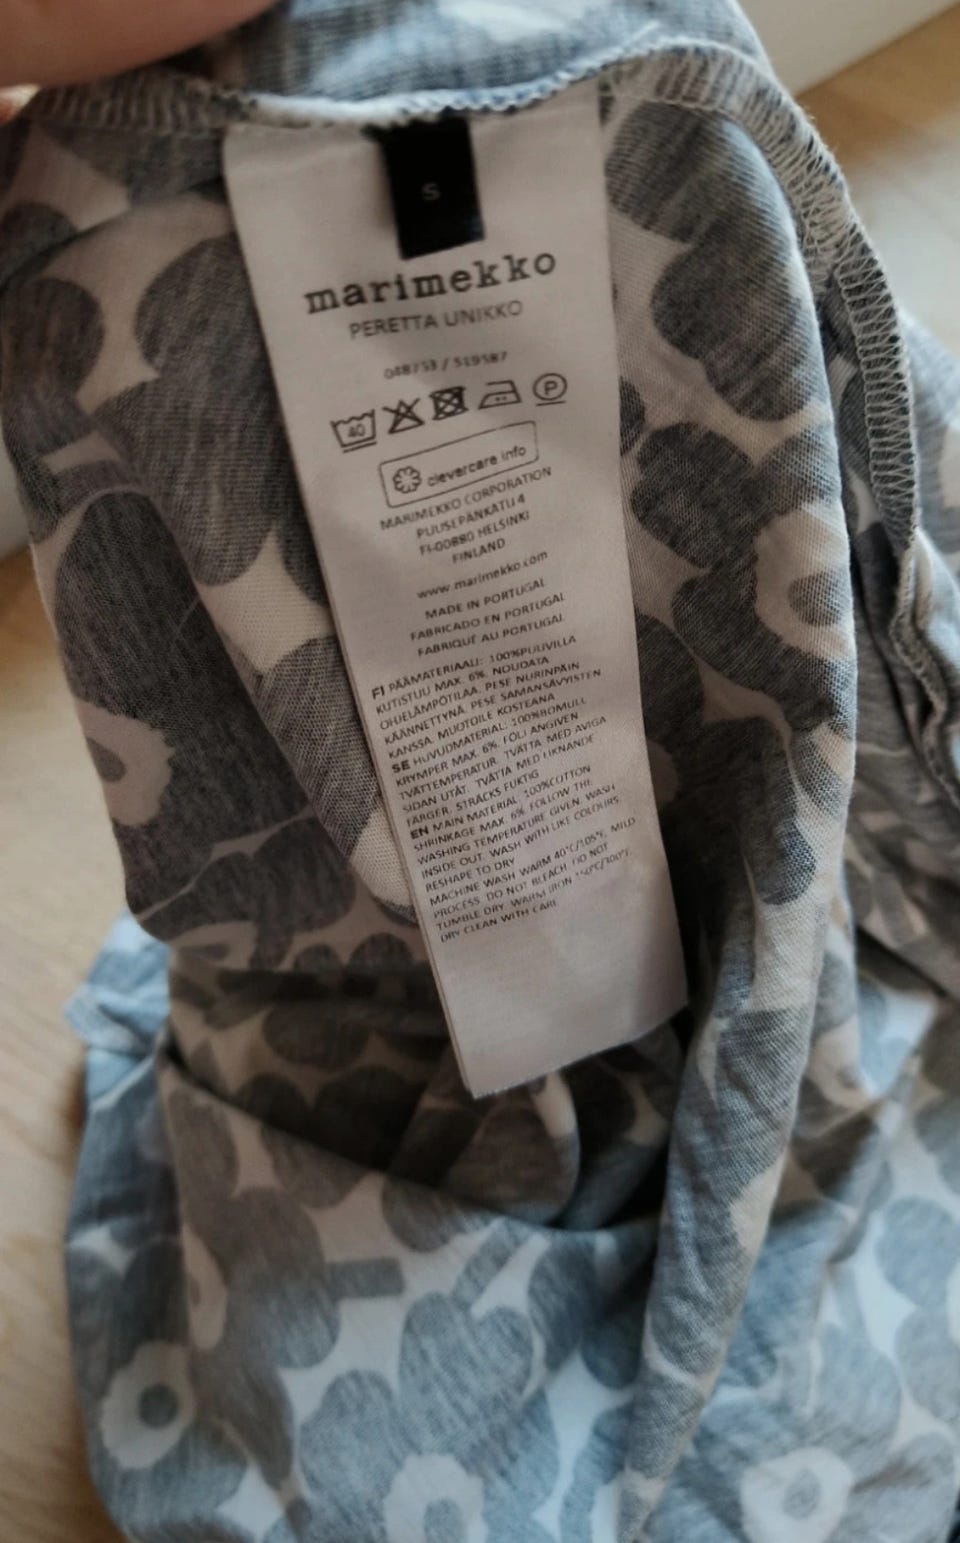 S
marimekko
PERETTA UNIKKO
048753 / 519587
40
P
clevercare info
MARIMEKKO CORPORATION
PUUSEPÄNKATU 4
FI-00880 HELSINKI
FINLAND
www.marimekko.com
MADE IN PORTUGAL
FABRICADO EN PORTUGAL
FABRIQUÉ AU PORTUGAL
FI PÄÄMATERIAALI: 100%PUUVILLA
KUTISTUU MAX. 6%. NOUDATA
OHJELÄMPÖTILAA. PESE NURINPÄIN
KÄÄNNETTYNÄ. PESE SAMANSÄVYISTEN
KANSSA. MUOTOILE KOSTEANA
SE HUVUDMATERIAL: 100%BOMULL
KRYMPER MAX. 6%. FÖLJ ANGIVEN
TVÄTTEMPERATUR. TVÄTTA MED AVIGA
SIDAN UTÅT. TVÄTTA MED LIKNANDE
FÄRGER. STRÄCKS FUKTIG
EN MAIN MATERIAL: 100%COTTON
SHRINKAGE MAX. 6%. FOLLOW THE
WASHING TEMPERATURE GIVEN. WASH
INSIDE OUT. WASH WITH LIKE COLOURS.
RESHAPE TO DRY
MACHINE WASH WARM 40°C/105°F, MILD
PROCESS. DO NOT BLEACH. DO NOT
TUMBLE DRY. WARM IRON 150°C/300°F.
DRY CLEAN WITH CARE